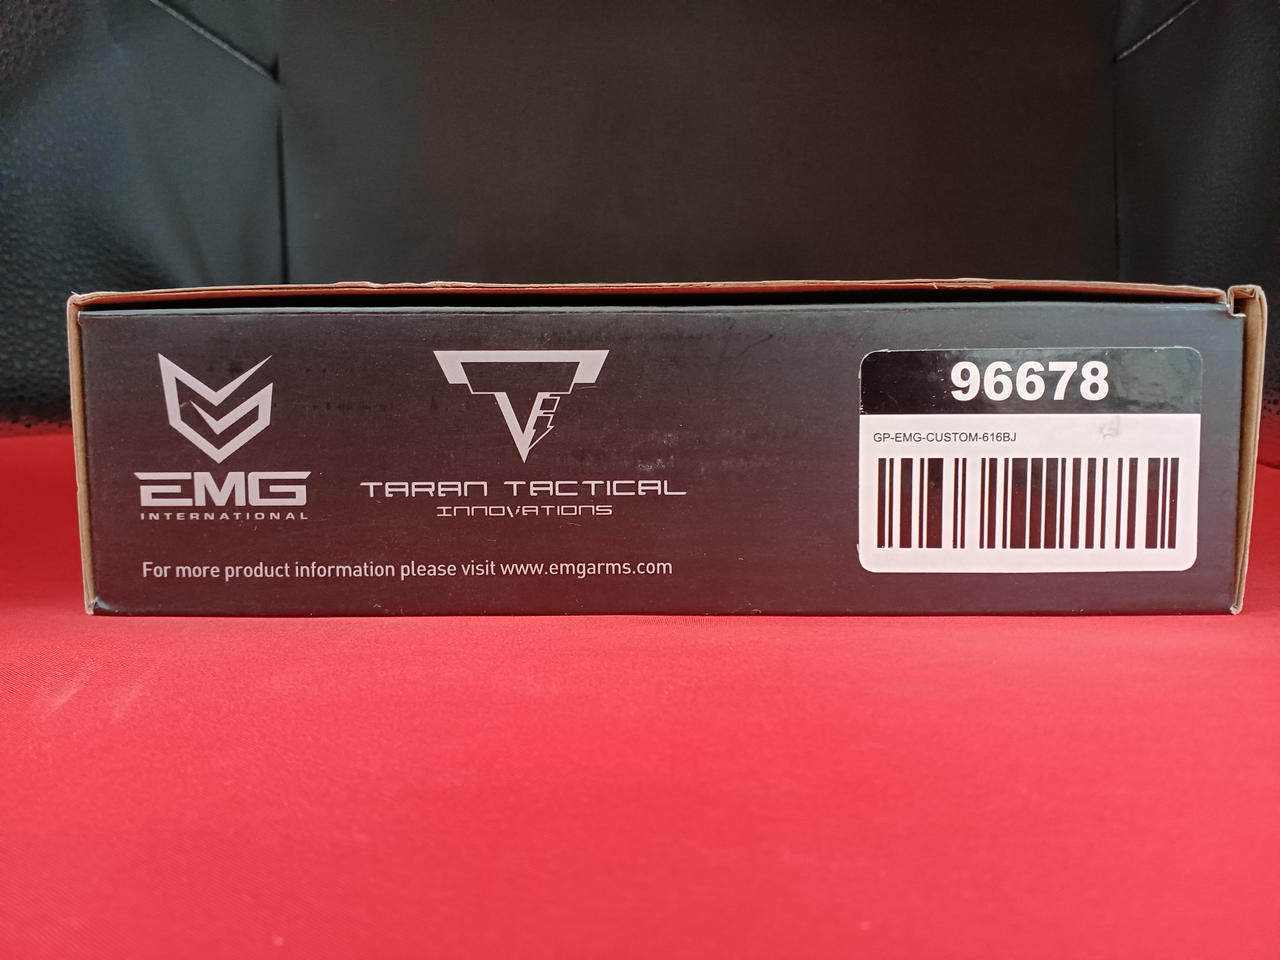 EMG
INTERNATIONAL
TARAN TACTICAL
INNOVATIONS
For more product information please visit www.emgarms.com
96678
GP-EMG-CUSTOM-616BJ